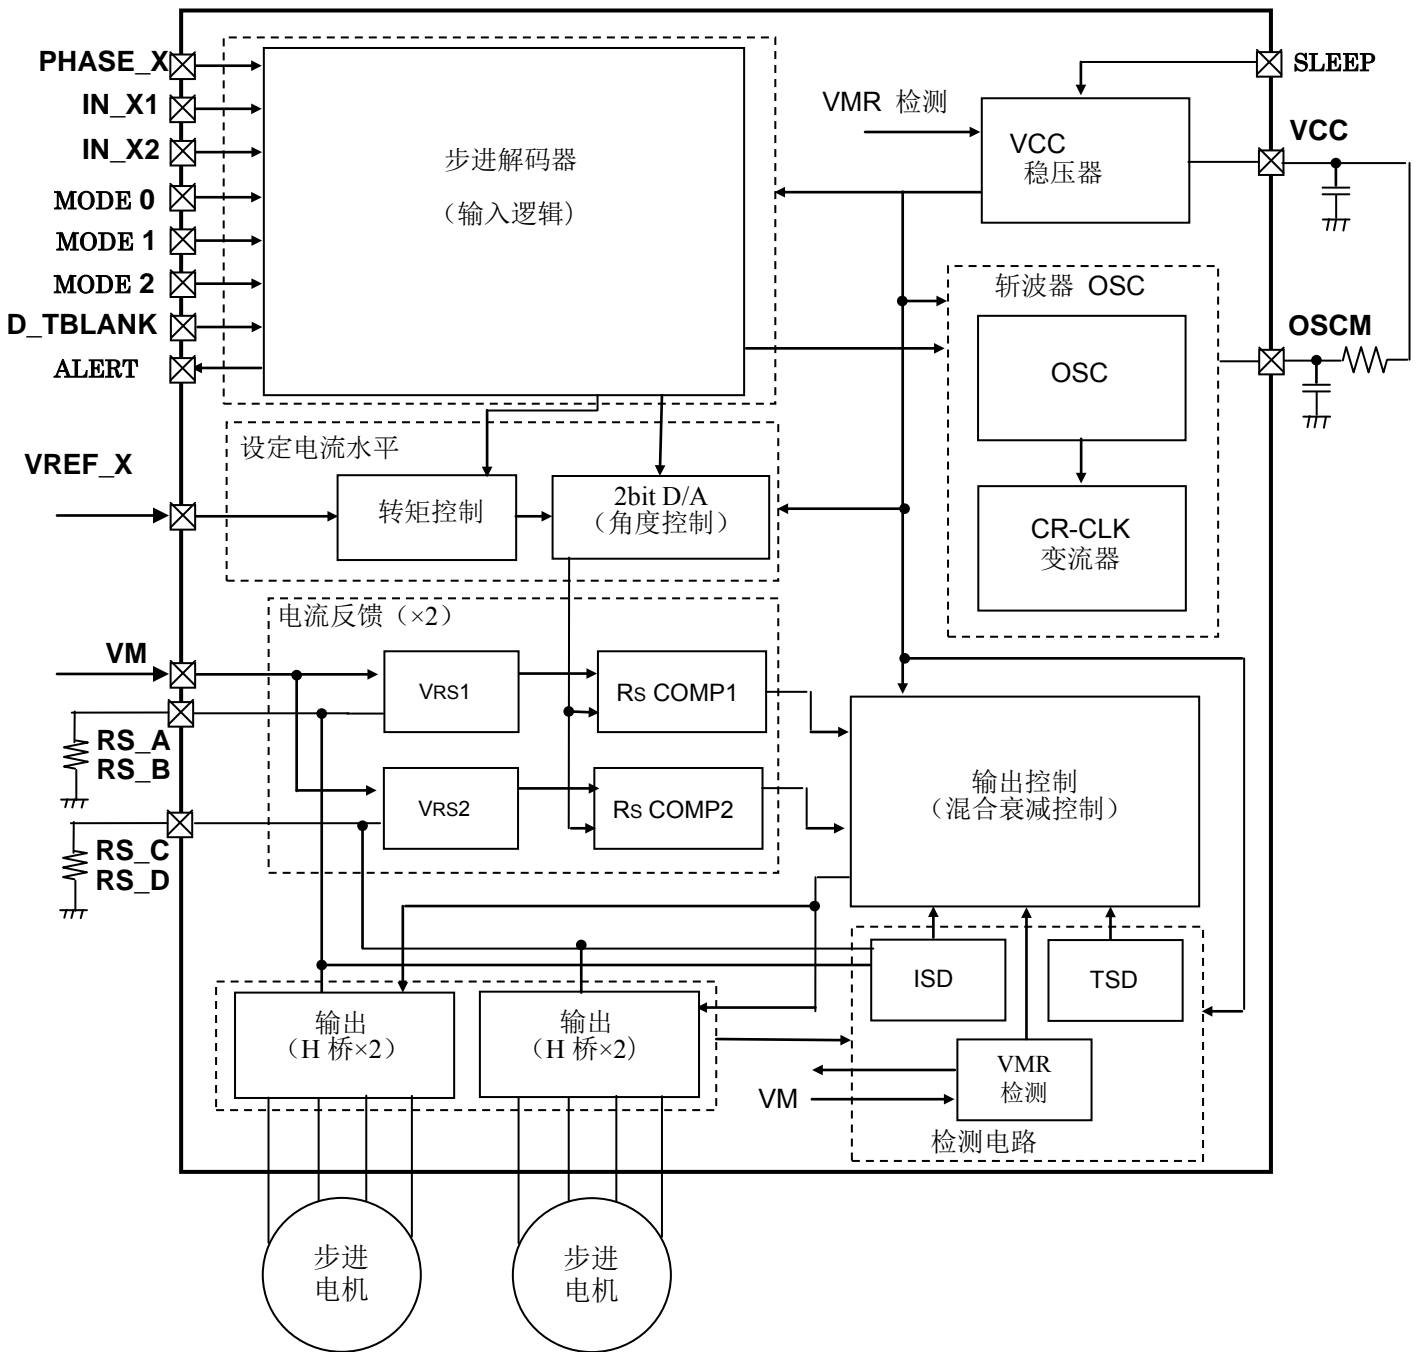 PHASE_X
IN_X1
IN_X2
MODE 0
MODE 1
MODE 2
D_TBLANK
ALERT
步进解码器
（输入逻辑）
VMR 检测
VCC
稳压器
SLEEP
VCC
斩波器 OSC
OSC
CR-CLK
变流器
OSCM
VREF_X
设定电流水平
转矩控制
2bit D/A
（角度控制）
电流反馈（×2）
VM
VRS1
RS COMP1
RS_A
RS_B
VRS2
RS COMP2
RS_C
RS_D
输出控制
（混合衰减控制）
ISD
TSD
输出
（H 桥×2）
输出
（H 桥×2）
VMR
检测
VM
检测电路
步进
电机
步进
电机